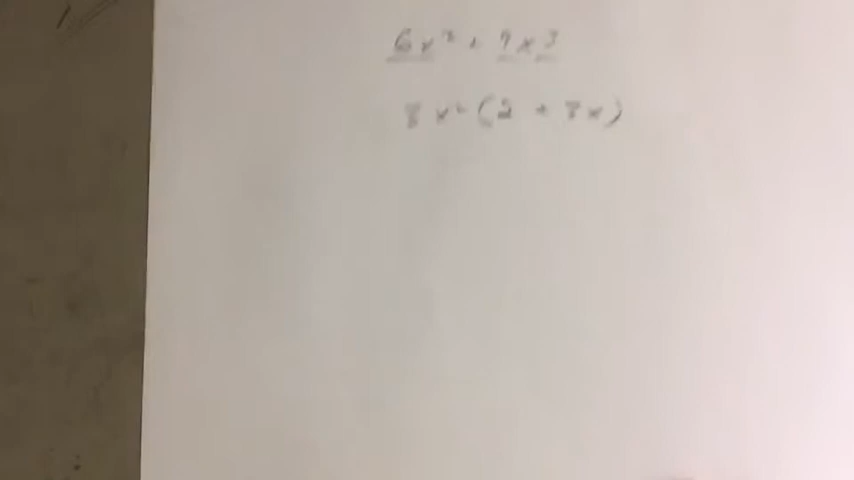 6x² + 9x³
3x²(2 + 3x)